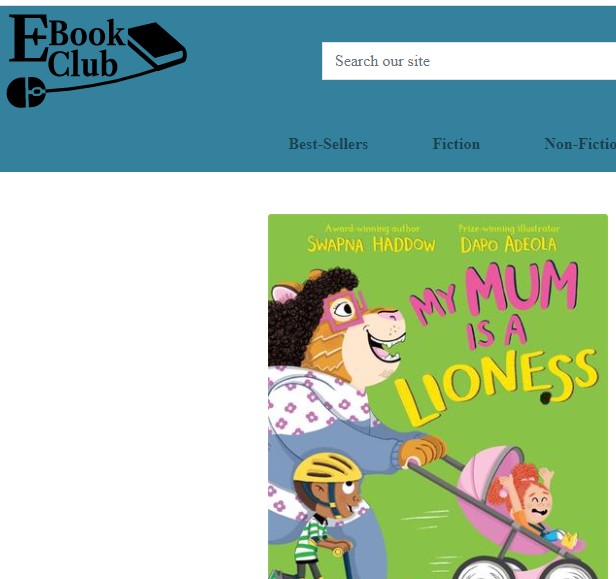 E-Book
Club
Search our site
Best-Sellers Fiction Non-Fictio
Award-winning author Prize-winning illustrator
SWAPNA HADDOW DAPO ADEOLA
MY MUM
IS A
LIONESS